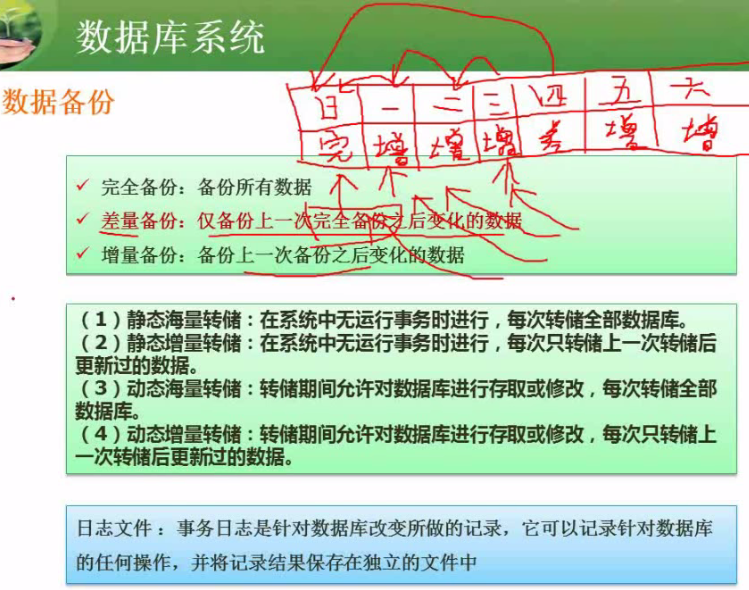 数据库系统
数据备份
日 一 二 三 四 五 六
完 增 增 增 差 增 增
✓ 完全备份：备份所有数据
✓ 差量备份：仅备份上一次完全备份之后变化的数据
✓ 增量备份：备份上一次备份之后变化的数据
（1）静态海量转储：在系统中无运行事务时进行，每次转储全部数据库。
（2）静态增量转储：在系统中无运行事务时进行，每次只转储上一次转储后
更新过的数据。
（3）动态海量转储：转储期间允许对数据库进行存取或修改，每次转储全部
数据库。
（4）动态增量转储：转储期间允许对数据库进行存取或修改，每次只转储上
一次转储后更新过的数据。
日志文件：事务日志是针对数据库改变所做的记录，它可以记录针对数据库
的任何操作，并将记录结果保存在独立的文件中